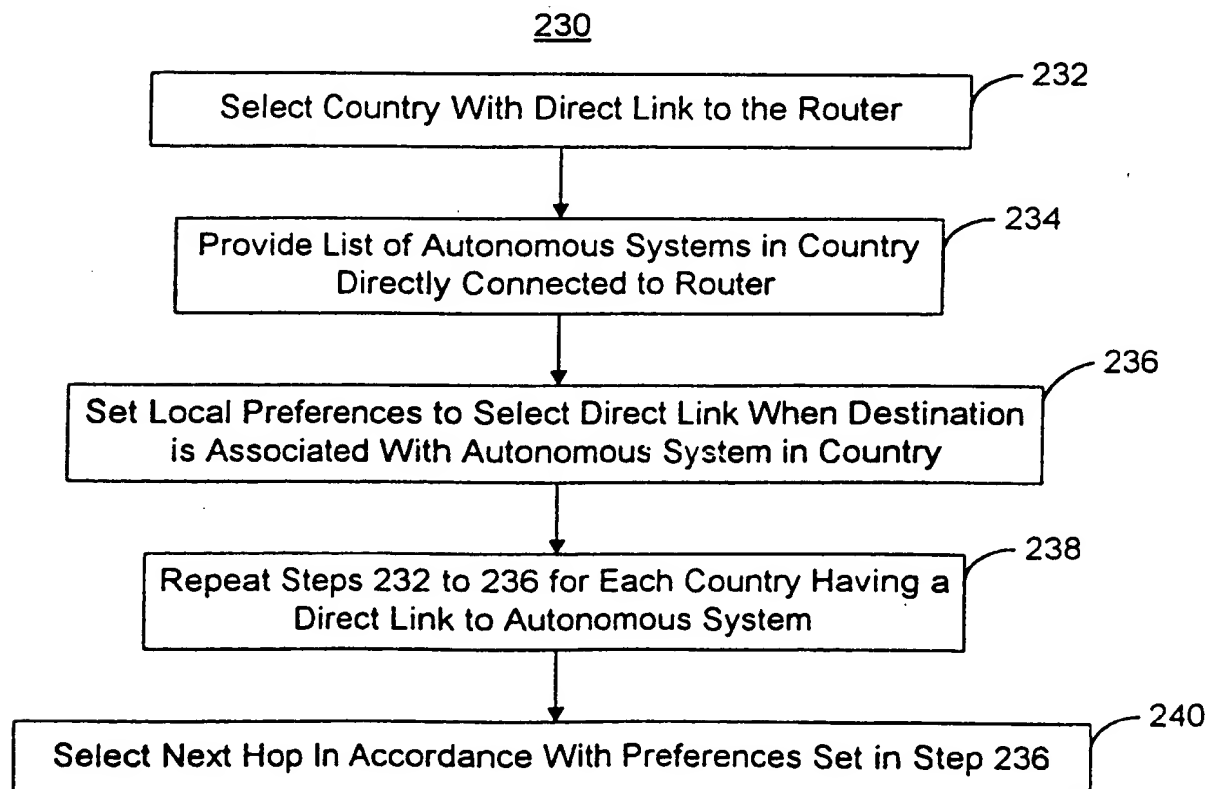 230
232
Select Country With Direct Link to the Router
234
Provide List of Autonomous Systems in Country
Directly Connected to Router
236
Set Local Preferences to Select Direct Link When Destination
is Associated With Autonomous System in Country
238
Repeat Steps 232 to 236 for Each Country Having a
Direct Link to Autonomous System
240
Select Next Hop In Accordance With Preferences Set in Step 236